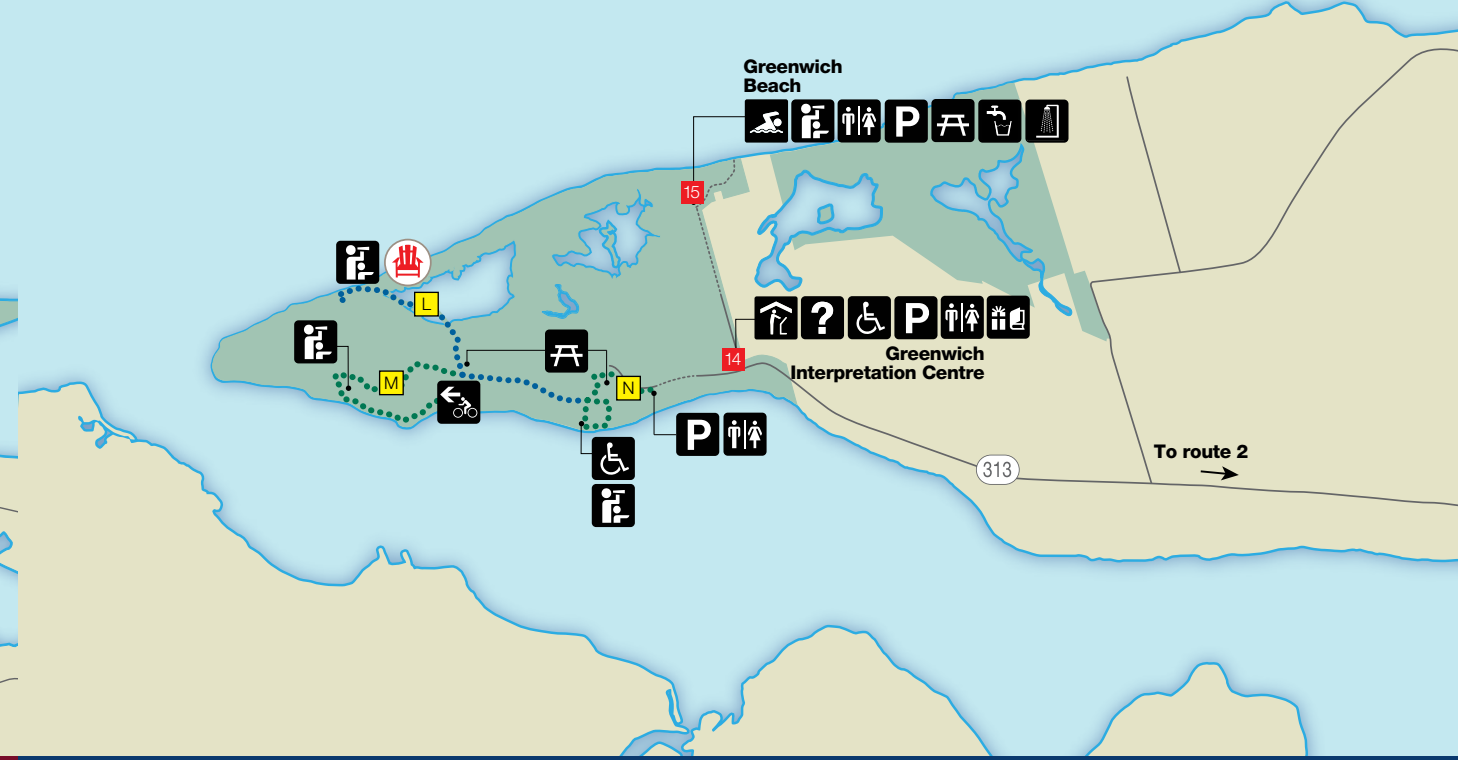 Greenwich
Beach
P
15
L
?
P
14
Greenwich
Interpretation Centre
M
N
P
To route 2
313